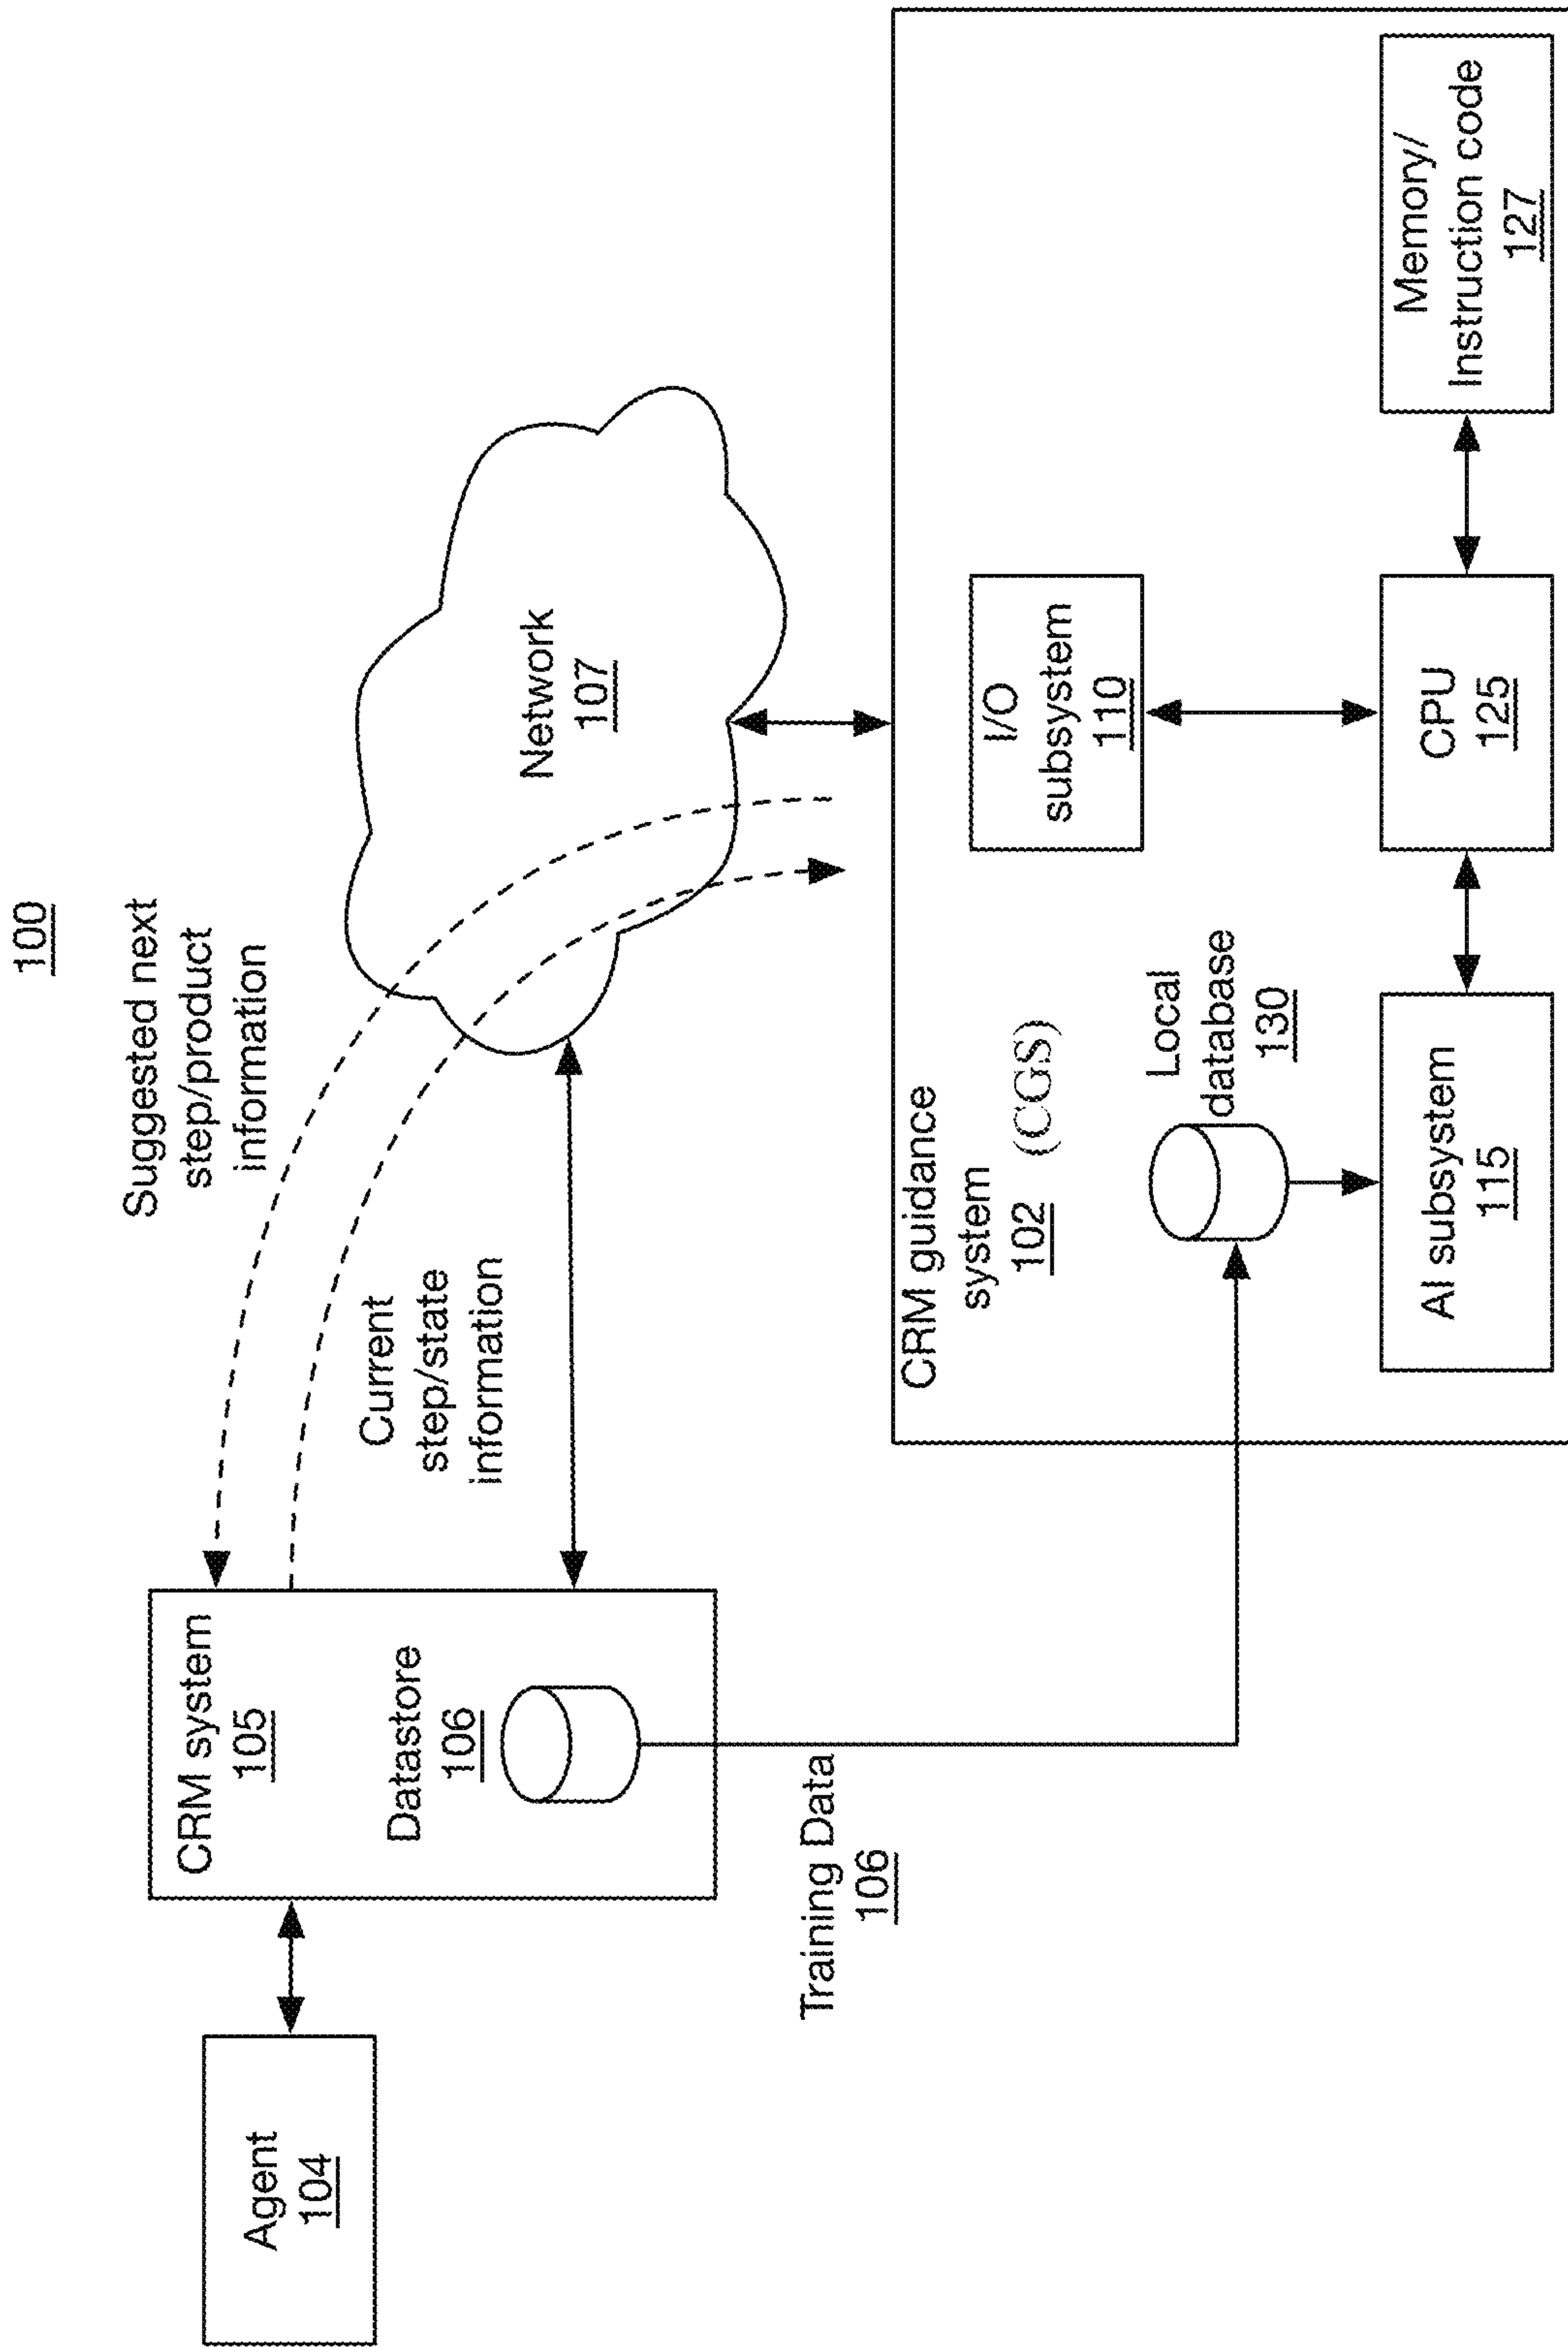 100
Suggested next
step/product
information
Agent
104
CRM system
105
Datastore
106
Current
step/state
information
Network
107
Training Data
106
CRM guidance
system
102 (CGS)
I/O
subsystem
110
Local
database
130
AI subsystem
115
CPU
125
Memory/
Instruction code
127